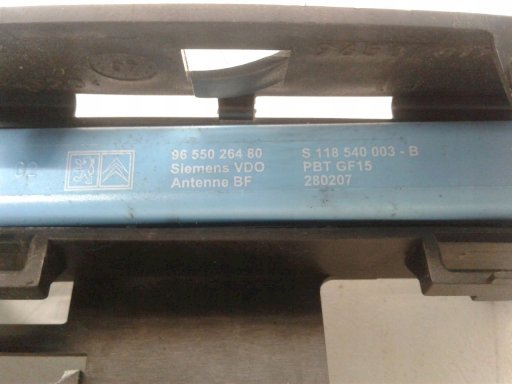 96 550 264 80
Siemens VDO
Antenne BF
S 118 540 003 - B
PBT GF15
280207